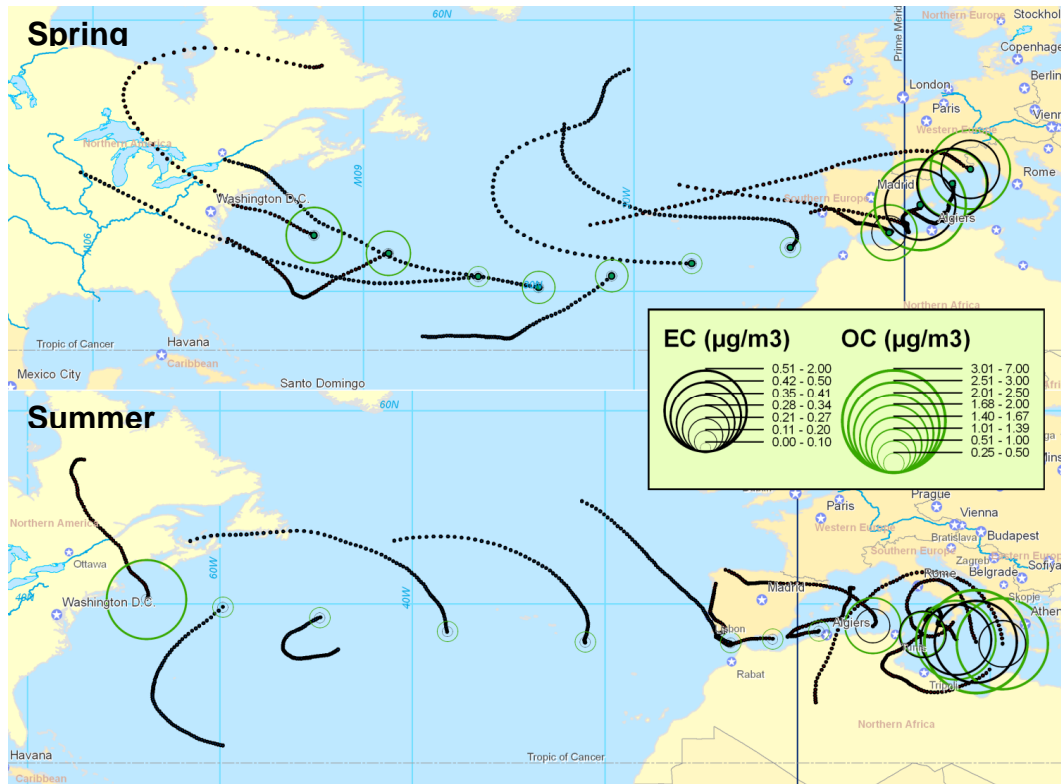 Spring
60N
Northern Europe
Stockholm
Copenhagen
Prime Merid
Berlin
London
Paris
Vienn
Western Europe
Northern America
60W
Rome
Washington D.C.
Madrid
Southern Europe
Algiers
90W
Northern Africa
Tropic of Cancer
Havana
Caribbean
Mexico City
Santo Domingo
EC (µg/m3)
OC (µg/m3)
0.51 - 2.00
0.42 - 0.50
0.35 - 0.41
0.28 - 0.34
0.21 - 0.27
0.11 - 0.20
0.00 - 0.10
3.01 - 7.00
2.51 - 3.00
2.01 - 2.50
1.68 - 2.00
1.40 - 1.67
1.01 - 1.39
0.51 - 1.00
0.25 - 0.50
Summer
60N
Paris
Prague
Vienna
Western Europe
Bratislava
Budapest
Northern America
Southern Europe
Zagreb
Ottawa
60W
Rome
Belgrade
Sofiya
Madrid
Skopje
Washington D.C.
40W
Lisbon
Algiers
Athen
Rabat
Tripoli
Northern Africa
Havana
Tropic of Cancer
Caribbean